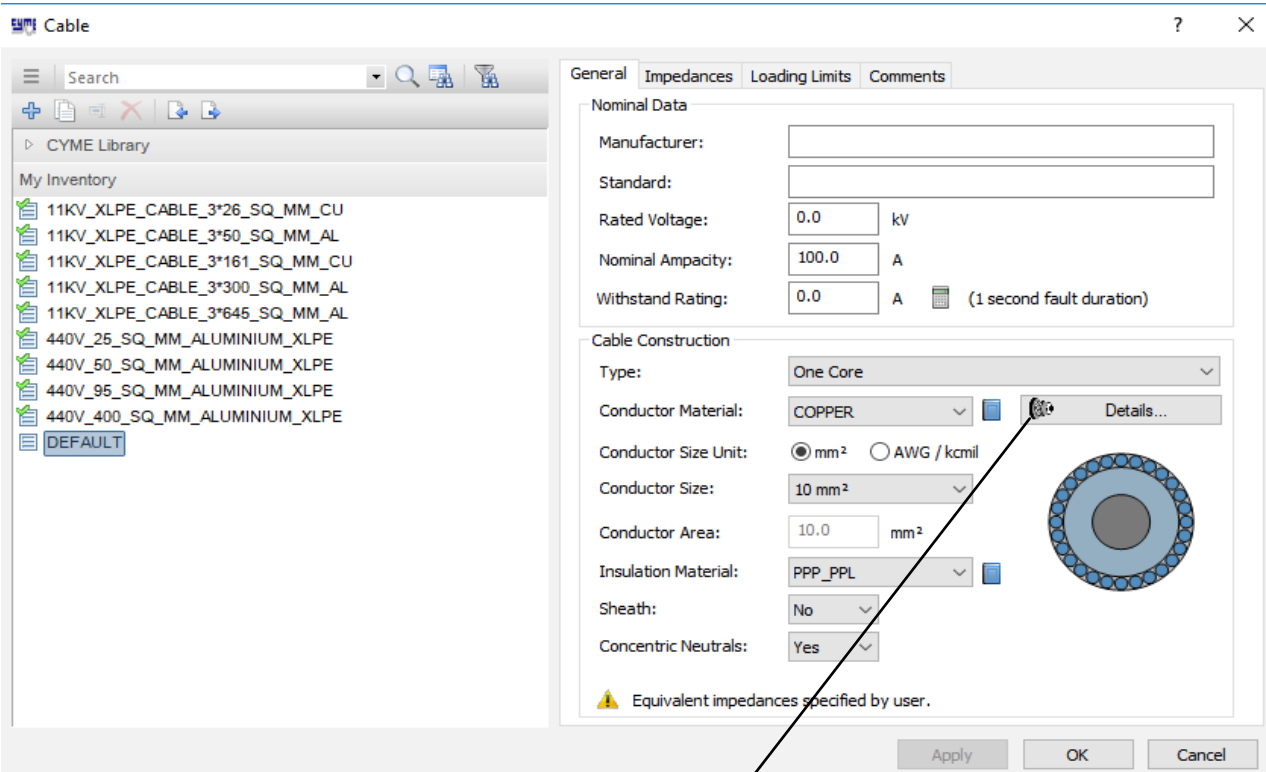 CYME Cable ?
Search
CYME Library
My Inventory
11KV_XLPE_CABLE_3*26_SQ_MM_CU
11KV_XLPE_CABLE_3*50_SQ_MM_AL
11KV_XLPE_CABLE_3*161_SQ_MM_CU
11KV_XLPE_CABLE_3*300_SQ_MM_AL
11KV_XLPE_CABLE_3*645_SQ_MM_AL
440V_25_SQ_MM_ALUMINIUM_XLPE
440V_50_SQ_MM_ALUMINIUM_XLPE
440V_95_SQ_MM_ALUMINIUM_XLPE
440V_400_SQ_MM_ALUMINIUM_XLPE
DEFAULT
General Impedances Loading Limits Comments
Nominal Data
Manufacturer:
Standard:
Rated Voltage: 0.0 kV
Nominal Ampacity: 100.0 A
Withstand Rating: 0.0 A (1 second fault duration)
Cable Construction
Type: One Core
Conductor Material: COPPER Details...
Conductor Size Unit: mm² AWG / kcmil
Conductor Size: 10 mm²
Conductor Area: 10.0 mm²
Insulation Material: PPP_PPL
Sheath: No
Concentric Neutrals: Yes
Equivalent impedances specified by user.
Apply OK Cancel